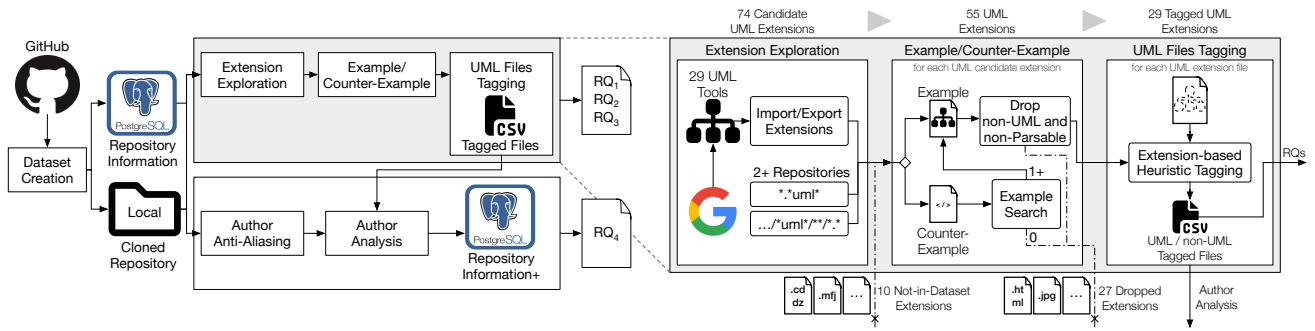 GitHub
Dataset
Creation
PostgreSQL
Repository
Information
Local
Cloned
Repository
Extension
Exploration
Example/
Counter-Example
UML Files
Tagging
CSV
Tagged Files
RQ1
RQ2
RQ3
Author
Anti-Aliasing
Author
Analysis
PostgreSQL
Repository
Information+
RQ4
74 Candidate
UML Extensions
55 UML
Extensions
29 Tagged UML
Extensions
Extension Exploration
29 UML
Tools
Import/Export
Extensions
2+ Repositories
*.*uml*
.../*uml*/**/*.*
Example/Counter-Example
for each UML candidate extension
Example
Drop
non-UML and
non-Parsable
1+
Example
Search
0
</>
Counter-
Example
UML Files Tagging
for each UML extension file
Extension-based
Heuristic Tagging
RQs
CSV
UML / non-UML
Tagged Files
.cd
dz
.mfj
...
10 Not-in-Dataset
Extensions
.ht
ml
.jpg
...
27 Dropped
Extensions
Author
Analysis